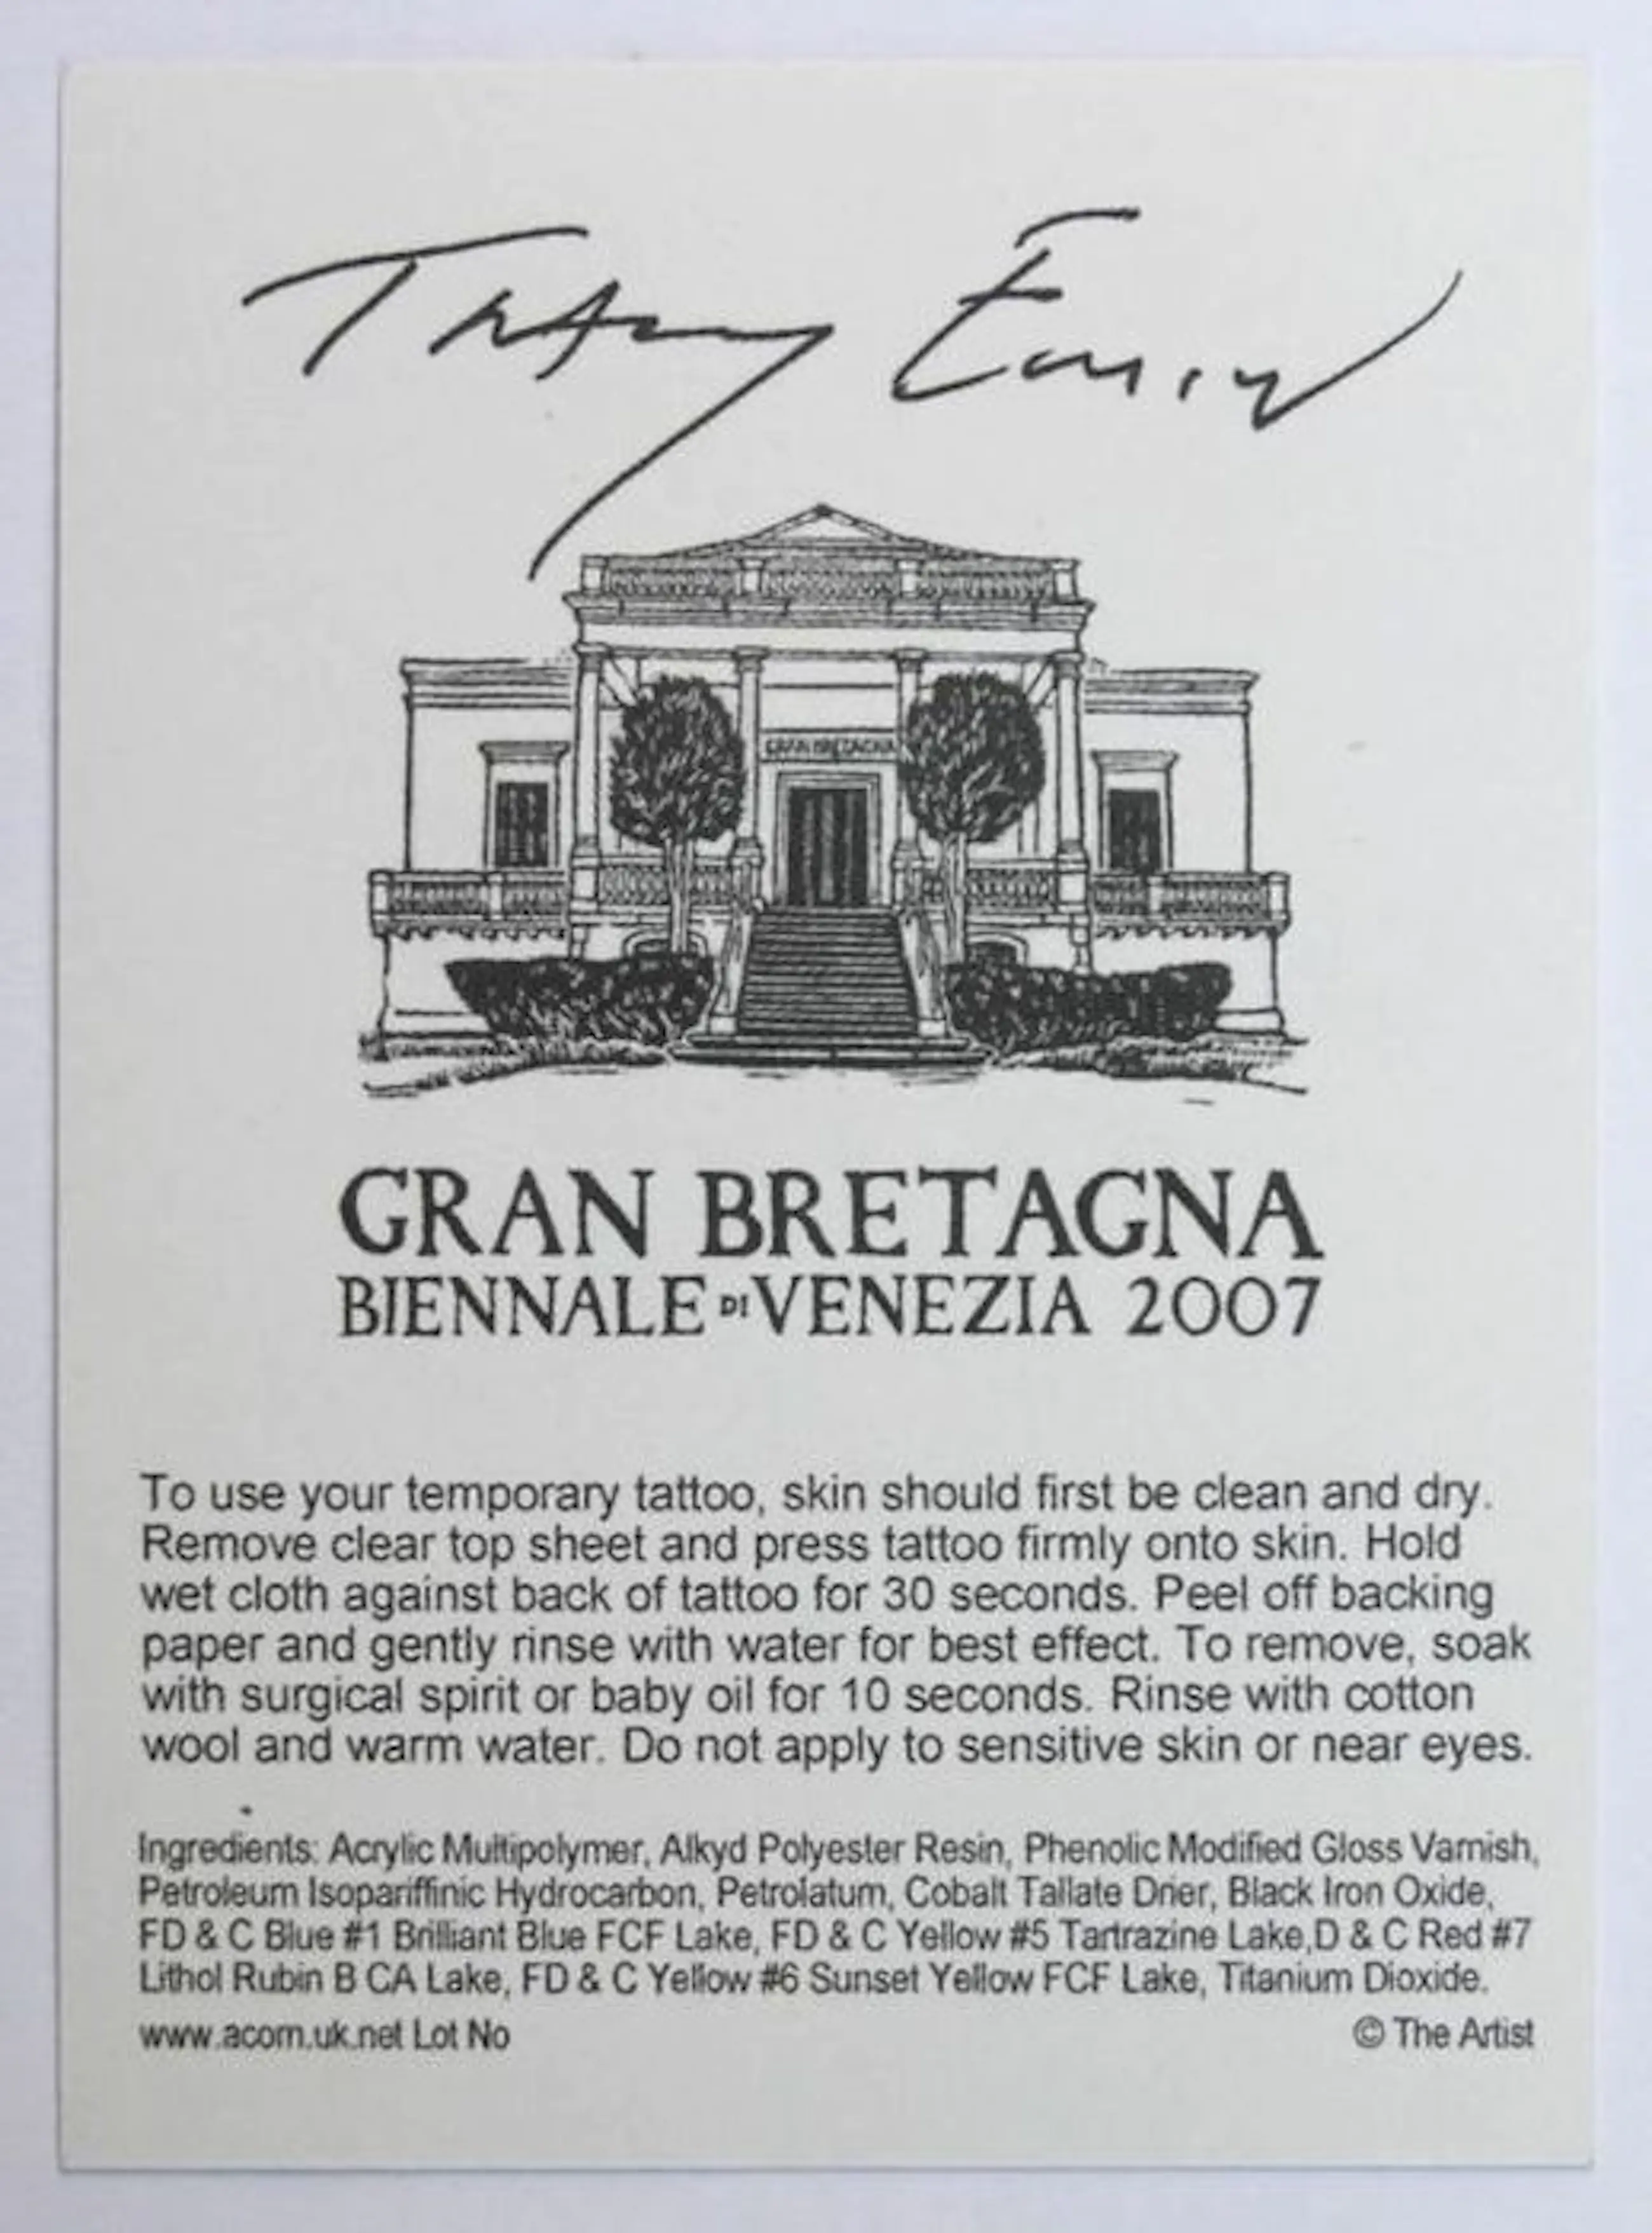 Tracey Emin
GRAN BRETAGNA
GRAN BRETAGNA
BIENNALE DI VENEZIA 2007
To use your temporary tattoo, skin should first be clean and dry.
Remove clear top sheet and press tattoo firmly onto skin. Hold
wet cloth against back of tattoo for 30 seconds. Peel off backing
paper and gently rinse with water for best effect. To remove, soak
with surgical spirit or baby oil for 10 seconds. Rinse with cotton
wool and warm water. Do not apply to sensitive skin or near eyes.
Ingredients: Acrylic Multipolymer, Alkyd Polyester Resin, Phenolic Modified Gloss Varnish,
Petroleum Isopariffinic Hydrocarbon, Petrolatum, Cobalt Tallate Drier, Black Iron Oxide,
FD & C Blue #1 Brilliant Blue FCF Lake, FD & C Yellow #5 Tartrazine Lake,D & C Red #7
Lithol Rubin B CA Lake, FD & C Yellow #6 Sunset Yellow FCF Lake, Titanium Dioxide.
www.acorn.uk.net Lot No © The Artist